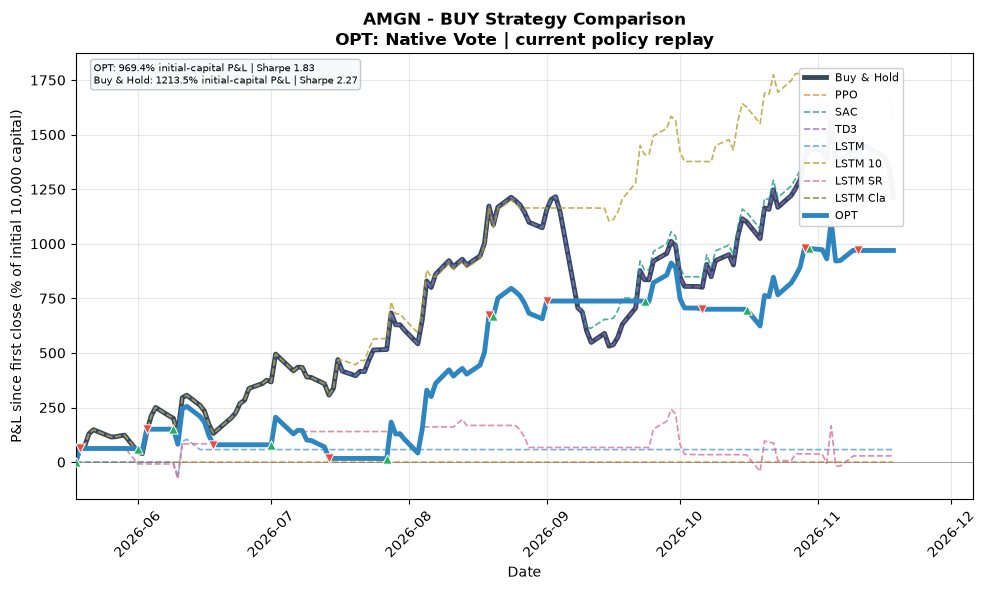 AMGN - BUY Strategy Comparison
OPT: Native Vote | current policy replay
OPT: 969.4% initial-capital P&L | Sharpe 1.83
Buy & Hold: 1213.5% initial-capital P&L | Sharpe 2.27
Buy & Hold
PPO
SAC
TD3
LSTM
LSTM 10
LSTM SR
LSTM Cla
OPT
P&L since first close (% of initial 10,000 capital)
1750
1500
1250
1000
750
500
250
0
2026-06
2026-07
2026-08
2026-09
2026-10
2026-11
2026-12
Date